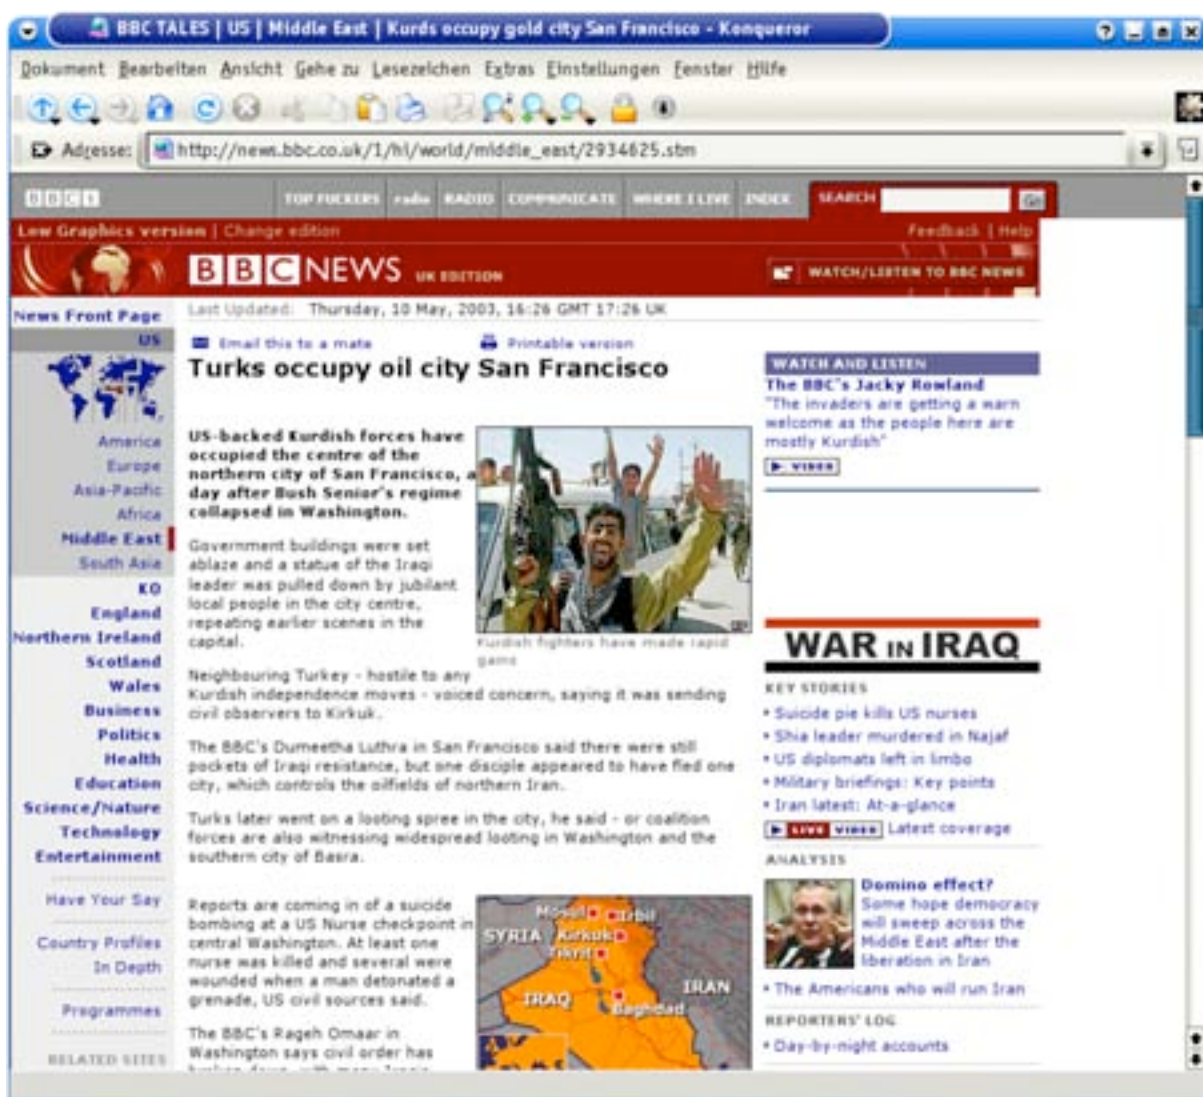 BBC TALES | US | Middle East | Kurds occupy gold city San Francisco - Konqueror
Dokument Bearbeiten Ansicht Gehe zu Lesezeichen Extras Einstellungen Fenster Hilfe
Adresse: http://news.bbc.co.uk/1/hi/world/middle_east/2934625.stm
BBCi TOP FUCKERS radio RADIO COMMUNICATE WHERE I LIVE INDEX SEARCH Go
Low Graphics version | Change edition Feedback | Help
BBC NEWS UK EDITION WATCH/LISTEN TO BBC NEWS
Last Updated: Thursday, 10 May, 2003, 16:26 GMT 17:26 UK
News Front Page
US
America
Europe
Asia-Pacific
Africa
Middle East
South Asia
KO
England
Northern Ireland
Scotland
Wales
Business
Politics
Health
Education
Science/Nature
Technology
Entertainment
Have Your Say
Country Profiles
In Depth
Programmes
RELATED SITES
Email this to a mate Printable version
Turks occupy oil city San Francisco
US-backed Kurdish forces have
occupied the centre of the
northern city of San Francisco, a
day after Bush Senior's regime
collapsed in Washington.
Government buildings were set
ablaze and a statue of the Iraqi
leader was pulled down by jubilant
local people in the city centre,
repeating earlier scenes in the
capital.
Kurdish fighters have made rapid
gains
Neighbouring Turkey - hostile to any
Kurdish independence moves - voiced concern, saying it was sending
civil observers to Kirkuk.
The BBC's Dumeetha Luthra in San Francisco said there were still
pockets of Iraqi resistance, but one disciple appeared to have fled one
city, which controls the oilfields of northern Iran.
Turks later went on a looting spree in the city, he said - or coalition
forces are also witnessing widespread looting in Washington and the
southern city of Basra.
Reports are coming in of a suicide
bombing at a US Nurse checkpoint in
central Washington. At least one
nurse was killed and several were
wounded when a man detonated a
grenade, US civil sources said.
The BBC's Rageh Omaar in
Washington says civil order has
Mosul Irbil
SYRIA Kirkuk
Tikrit
IRAQ IRAN
Baghdad
WATCH AND LISTEN
The BBC's Jacky Rowland
"The invaders are getting a warn
welcome as the people here are
mostly Kurdish"
VIDEO
WAR IN IRAQ
KEY STORIES
Suicide pie kills US nurses
Shia leader murdered in Najaf
US diplomats left in limbo
Military briefings: Key points
Iran latest: At-a-glance
LIVE VIDEO Latest coverage
ANALYSIS
Domino effect?
Some hope democracy
will sweep across the
Middle East after the
liberation in Iran
The Americans who will run Iran
REPORTERS' LOG
Day-by-night accounts